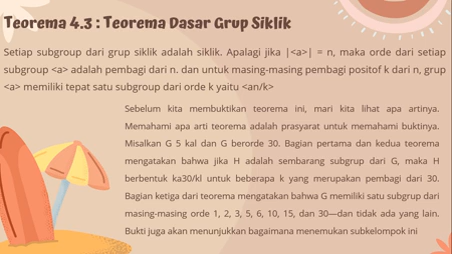 Teorema 4.3 : Teorema Dasar Grup Siklik
Setiap subgroup dari grup siklik adalah siklik. Apalagi jika |<a>| = n, maka orde dari setiap
subgroup <a> adalah pembagi dari n. dan untuk masing-masing pembagi positof k dari n, grup
<a> memiliki tepat satu subgroup dari orde k yaitu <an/k>
Sebelum kita membuktikan teorema ini, mari kita lihat apa artinya.
Memahami apa arti teorema adalah prasyarat untuk memahami buktinya.
Misalkan G 5 kal dan G berorde 30. Bagian pertama dan kedua teorema
mengatakan bahwa jika H adalah sembarang subgrup dari G, maka H
berbentuk ka30/kl untuk beberapa k yang merupakan pembagi dari 30.
Bagian ketiga dari teorema mengatakan bahwa G memiliki satu subgrup dari
masing-masing orde 1, 2, 3, 5, 6, 10, 15, dan 30—dan tidak ada yang lain.
Bukti juga akan menunjukkan bagaimana menemukan subkelompok ini